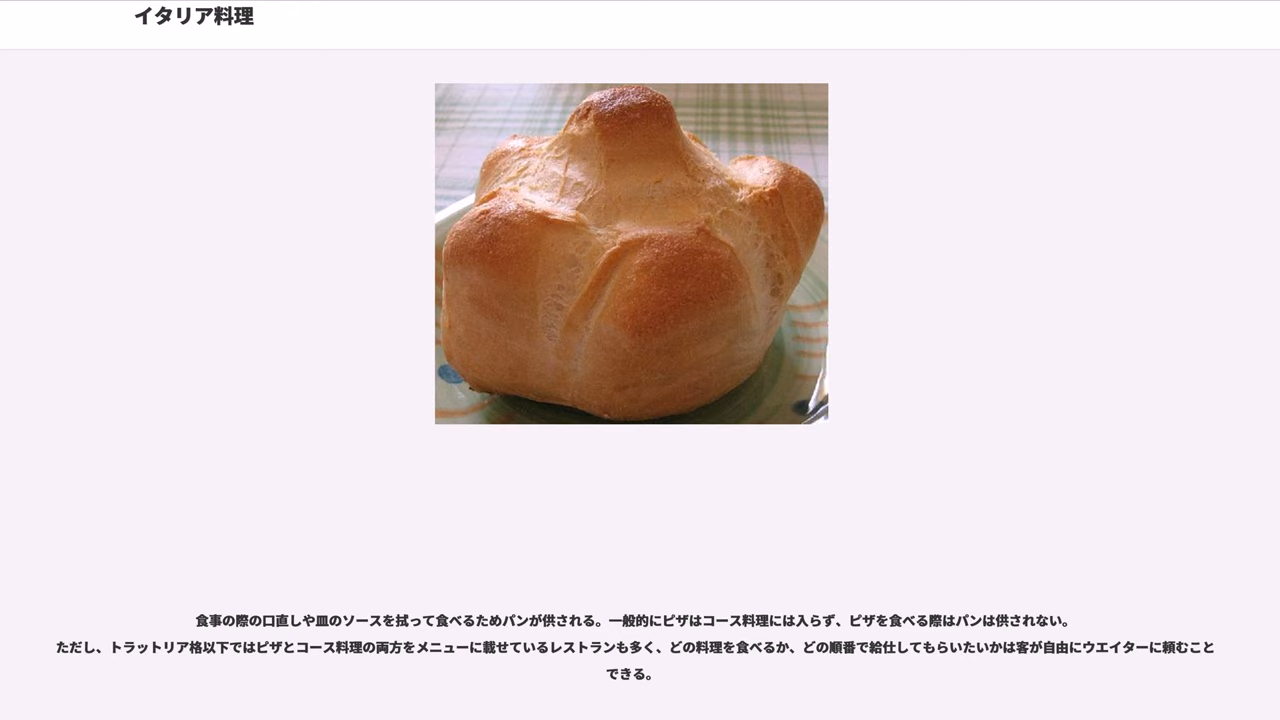 イタリア料理
食事の際の口直しや皿のソースを拭って食べるためパンが供される。一般的にピザはコース料理には入らず、ピザを食べる際はパンは供されない。
ただし、トラットリア格以下ではピザとコース料理の両方をメニューに載せているレストランも多く、どの料理を食べるか、どの順番で給仕してもらいたいかは客が自由にウエイターに頼むこと
できる。